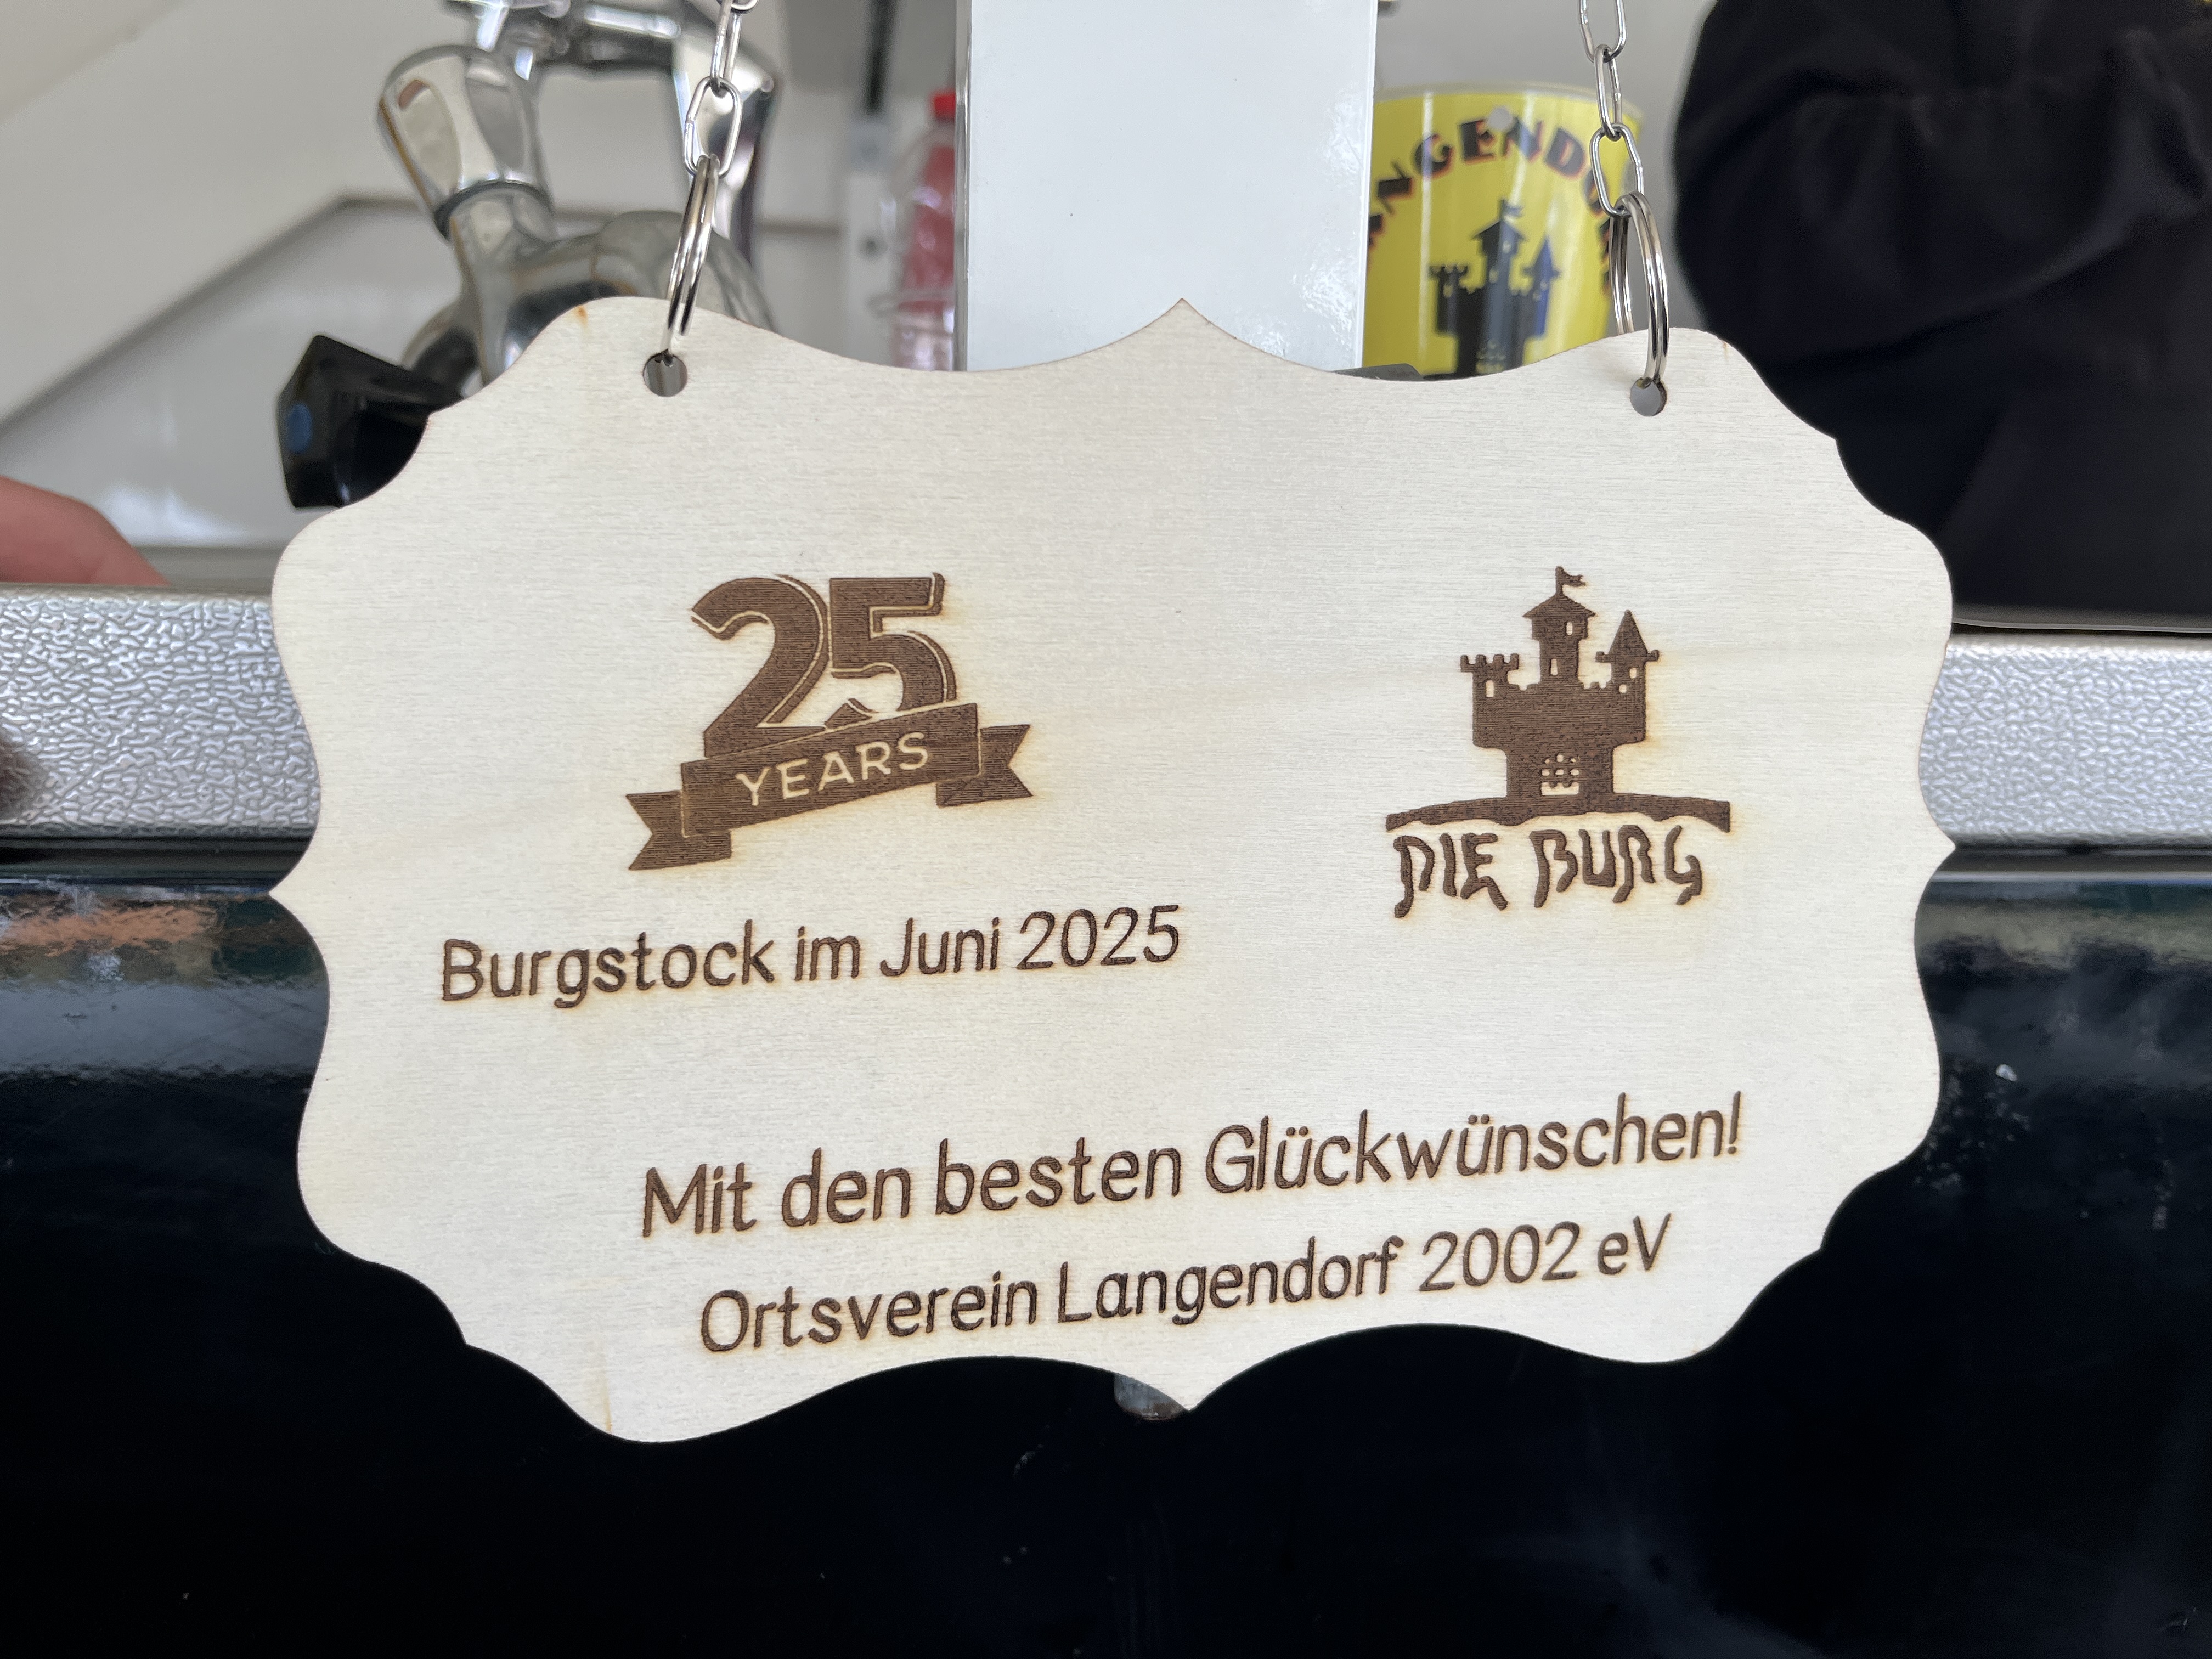 25
YEARS
DIE BURG
Burgstock im Juni 2025
Mit den besten Glückwünschen!
Ortsverein Langendorf 2002 eV